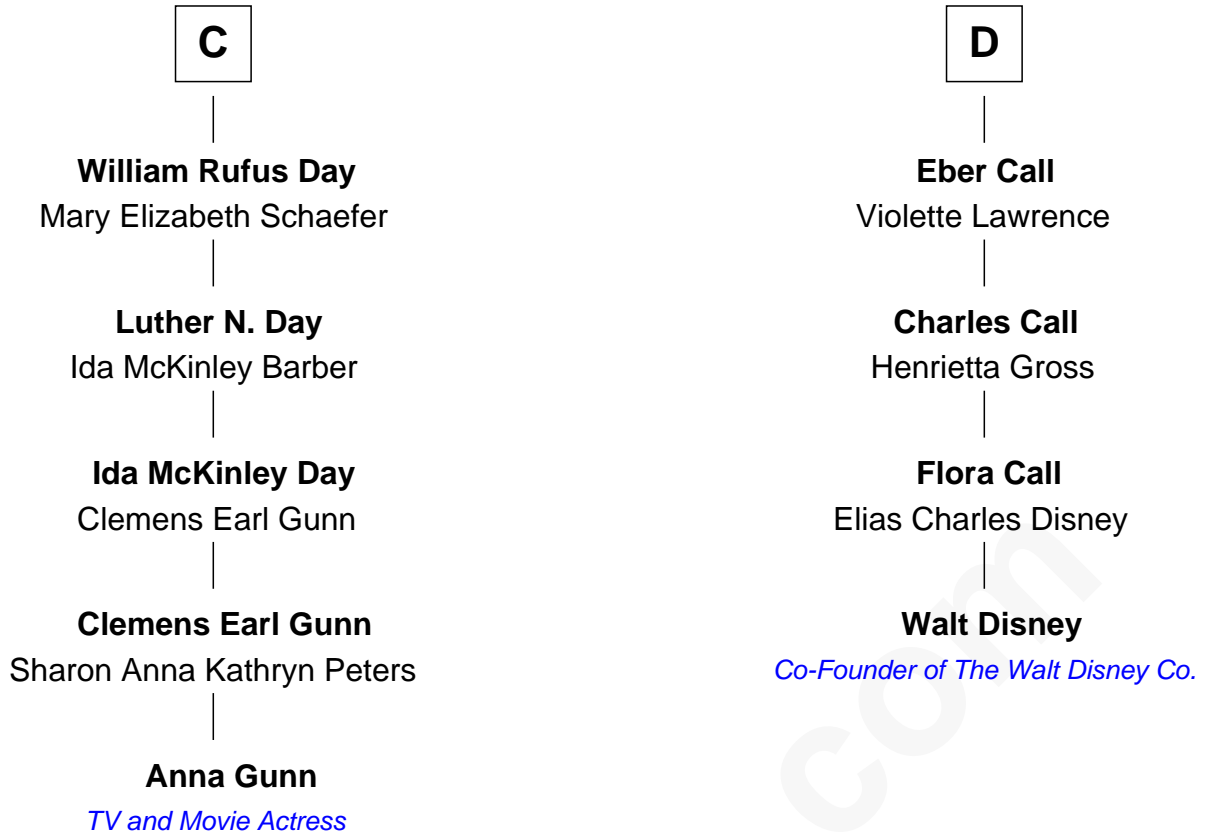 C
William Rufus Day
Mary Elizabeth Schaefer
Luther N. Day
Ida McKinley Barber
Ida McKinley Day
Clemens Earl Gunn
Clemens Earl Gunn
Sharon Anna Kathryn Peters
Anna Gunn
TV and Movie Actress
D
Eber Call
Violette Lawrence
Charles Call
Henrietta Gross
Flora Call
Elias Charles Disney
Walt Disney
Co-Founder of The Walt Disney Co.
com